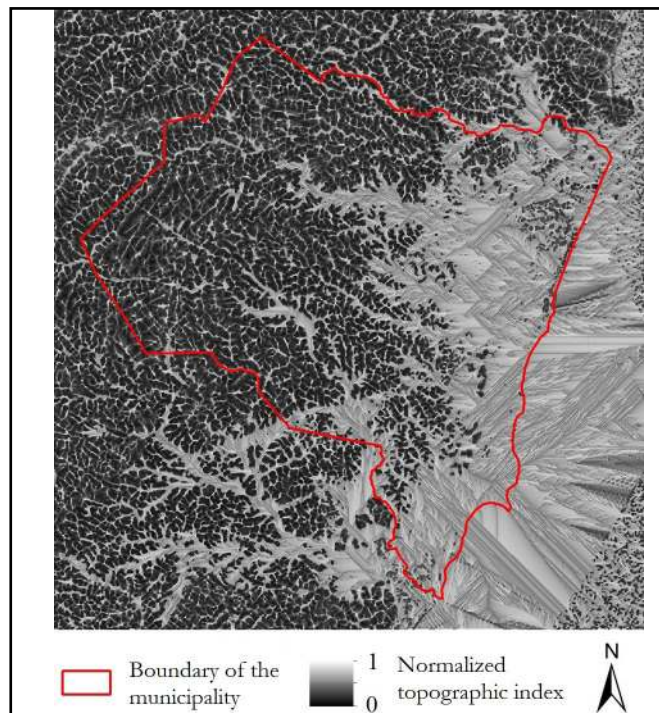 Boundary of the
municipality
1
0
Normalized
topographic index
N